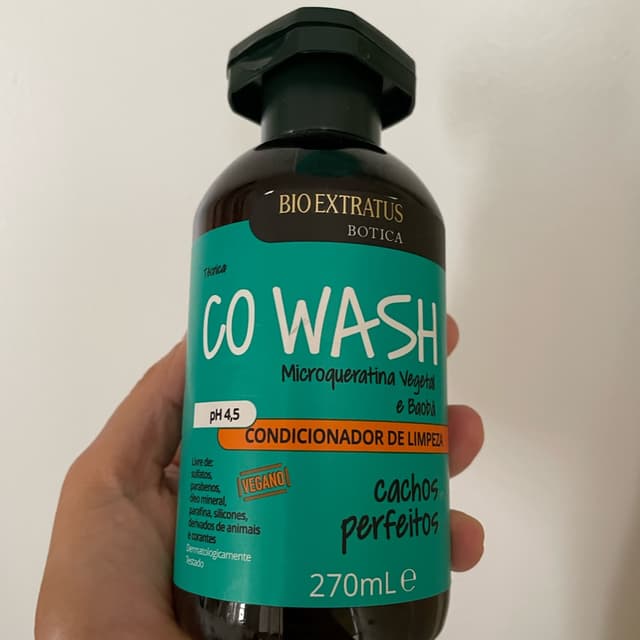 BIO EXTRATUS
BOTICA
Técnica
CO WASH
Microqueratina Vegetal
e Baobá
pH 4,5
CONDICIONADOR DE LIMPEZA
Livre de:
sulfatos,
parabenos,
óleo mineral,
parafina, silicones,
derivados de animais
e corantes
Dermatologicamente
Testado
VEGANO
cachos
perfeitos
270mL e